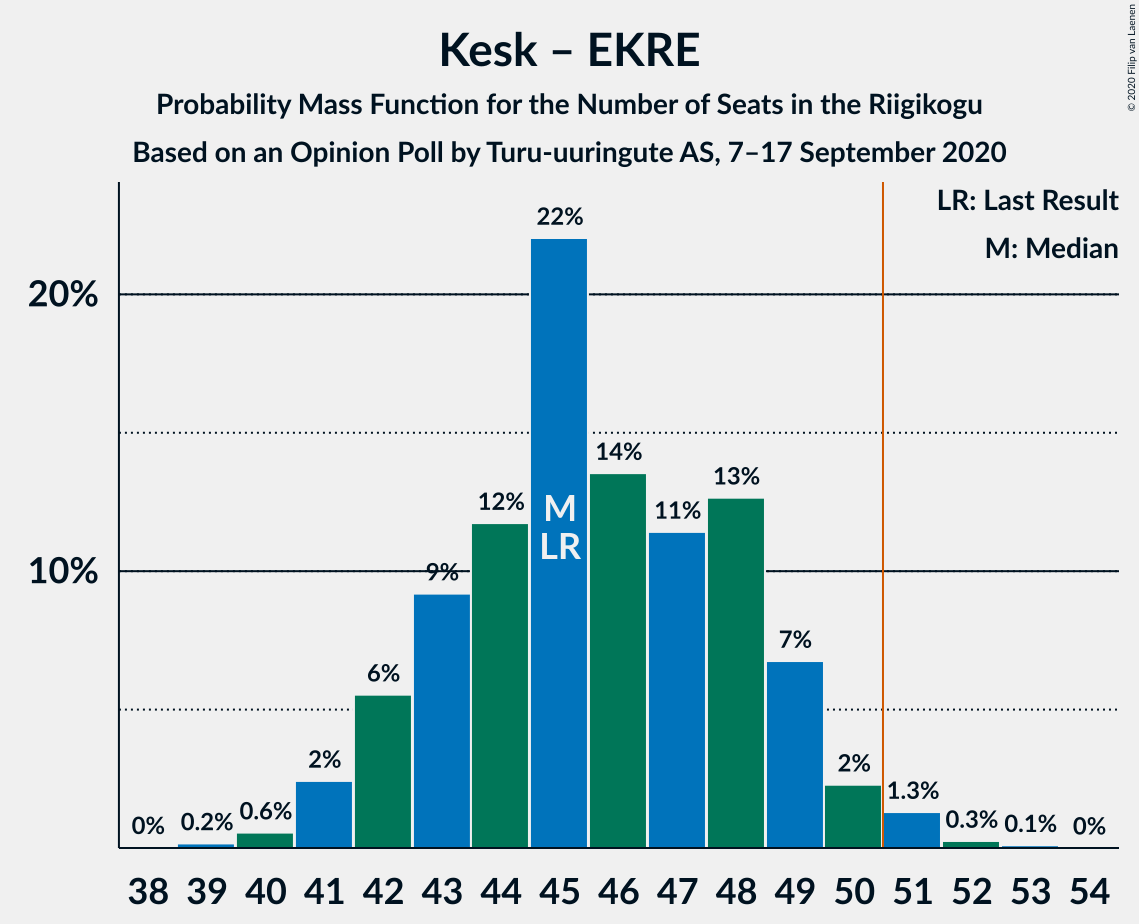 Kesk – EKRE
Probability Mass Function for the Number of Seats in the Riigikogu
Based on an Opinion Poll by Turu-uuringute AS, 7–17 September 2020
© 2020 Filip van Laenen
LR: Last Result
M: Median
20%
10%
0%
0.2%
0.6%
2%
6%
9%
12%
22%
14%
11%
13%
7%
2%
1.3%
0.3%
0.1%
0%
M
LR
38 39 40 41 42 43 44 45 46 47 48 49 50 51 52 53 54